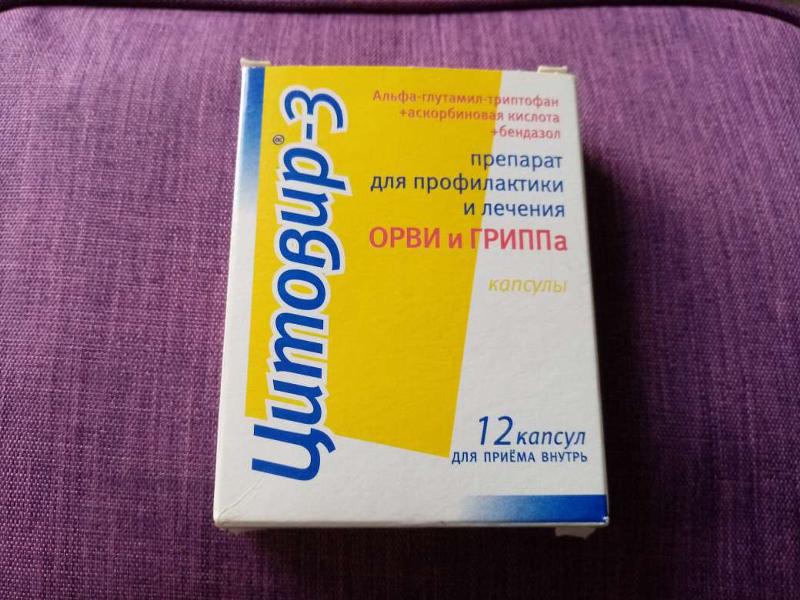 Цитовир®-3
Альфа-глутамил-триптофан
+аскорбиновая кислота
+бендазол
препарат
для профилактики
и лечения
ОРВИ и ГРИППа
капсулы
12 капсул
ДЛЯ ПРИЁМА ВНУТРЬ